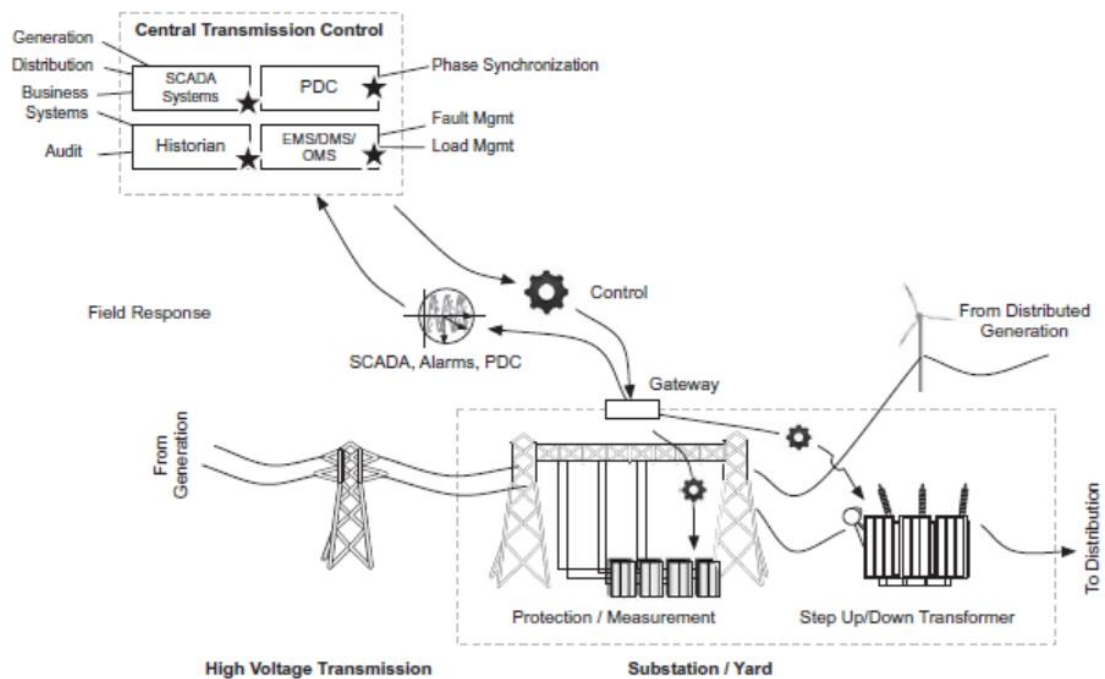 Central Transmission Control
Generation
Distribution
Business
Systems
Audit
SCADA
Systems
PDC
Historian
EMS/DMS/
OMS
Phase Synchronization
Fault Mgmt
Load Mgmt
Field Response
Control
SCADA, Alarms, PDC
Gateway
From Distributed
Generation
From
Generation
To Distribution
Protection / Measurement
Step Up/Down Transformer
High Voltage Transmission
Substation / Yard